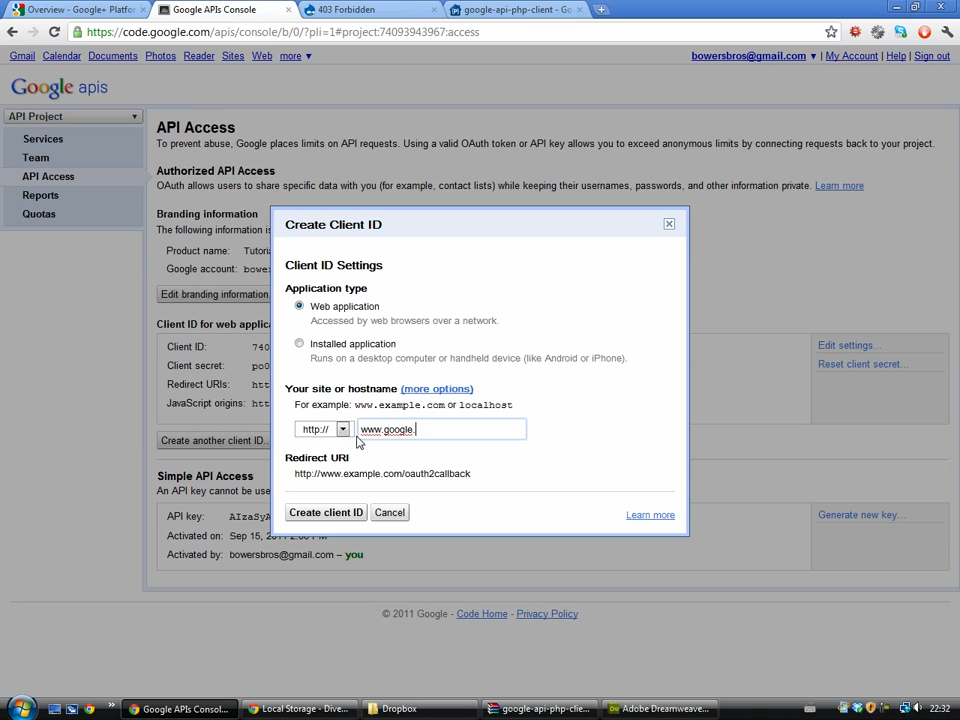 Overview - Google+ Platfor
Google APIs Console
403 Forbidden
google-api-php-client - Go
https://code.google.com/apis/console/b/0/?pli=1#project:74093943967:access
Gmail Calendar Documents Photos Reader Sites Web more ▼
bowersbros@gmail.com ▼ | My Account | Help | Sign out
Google apis
API Project
Services
Team
API Access
Reports
Quotas
API Access
To prevent abuse, Google places limits on API requests. Using a valid OAuth token or API key allows you to exceed anonymous limits by connecting requests back to your project.
Authorized API Access
OAuth allows users to share specific data with you (for example, contact lists) while keeping their usernames, passwords, and other information private. Learn more
Branding information
The following information is
Product name: Tutoria
Google account: bower
Edit branding information
Client ID for web applica
Client ID: 740
Client secret: po0
Redirect URIs: htt
JavaScript origins: htt
Edit settings...
Reset client secret...
Create another client ID...
Simple API Access
An API key cannot be use
API key: AIzaSyA
Activated on: Sep 15, 2011
Activated by: bowersbros@gmail.com – you
Generate new key...
Create Client ID
Client ID Settings
Application type
Web application
Accessed by web browsers over a network.
Installed application
Runs on a desktop computer or handheld device (like Android or iPhone).
Your site or hostname (more options)
For example: www.example.com or localhost
http:// www.google.
Redirect URI
http://www.example.com/oauth2callback
Create client ID Cancel
Learn more
© 2011 Google - Code Home - Privacy Policy
Google APIs Consol...
Local Storage - Dive...
Dropbox
google-api-php-clie...
Adobe Dreamweave...
22:32